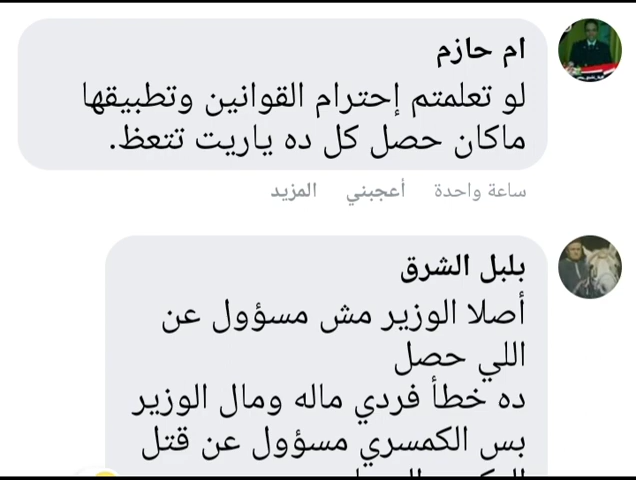 ام حازم
لو تعلمتم إحترام القوانين وتطبيقها
ماكان حصل كل ده ياريت تتعظ.
ساعة واحدة أعجبني المزيد
بلبل الشرق
أصلا الوزير مش مسؤول عن
اللي حصل
ده خطأ فردي ماله ومال الوزير
بس الكمسري مسؤول عن قتل